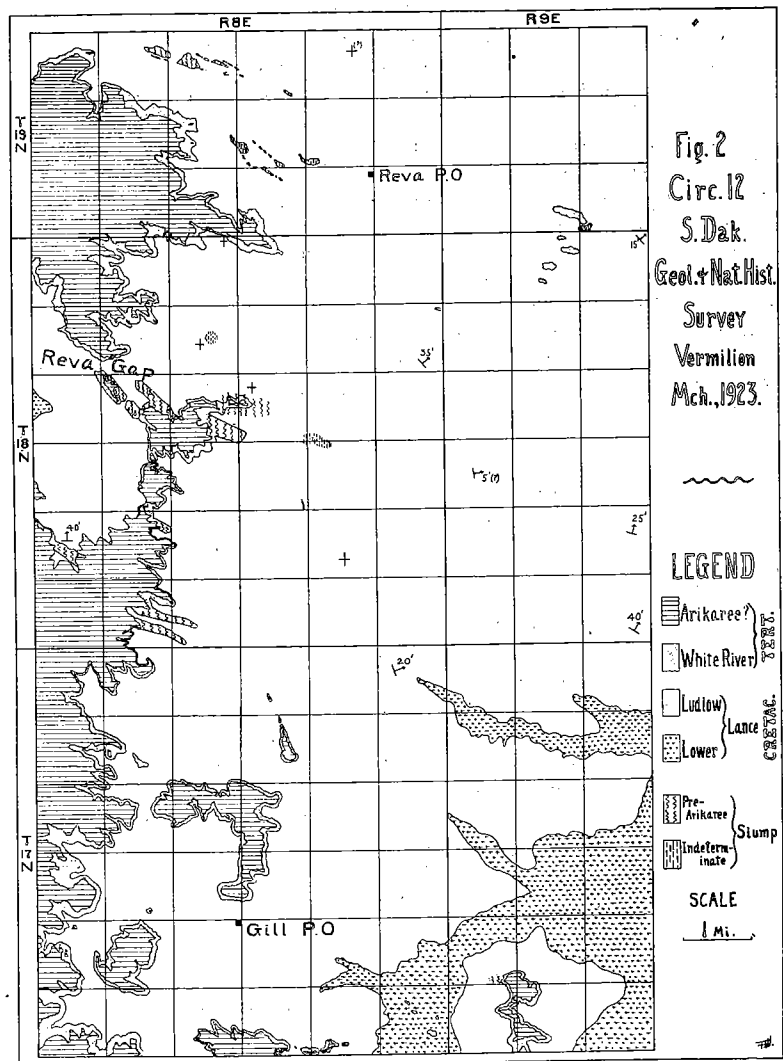 R8E
R9E
T
19
N
T
18
N
T
17
N
(?)
Reva P.O
15
Reva Gap
35'
5'(?)
40'
25'
40'
20'
Gill P.O
Fig. 2
Circ. 12
S. Dak.
Geol. & Nat. Hist.
Survey
Vermilion
Mch., 1923.
LEGEND
Arikaree?
White River
TERT.
Ludlow
Lower
Lance
CRETAC.
Pre-
Arikaree
Indeterm-
inate
Slump
SCALE
1 Mi.